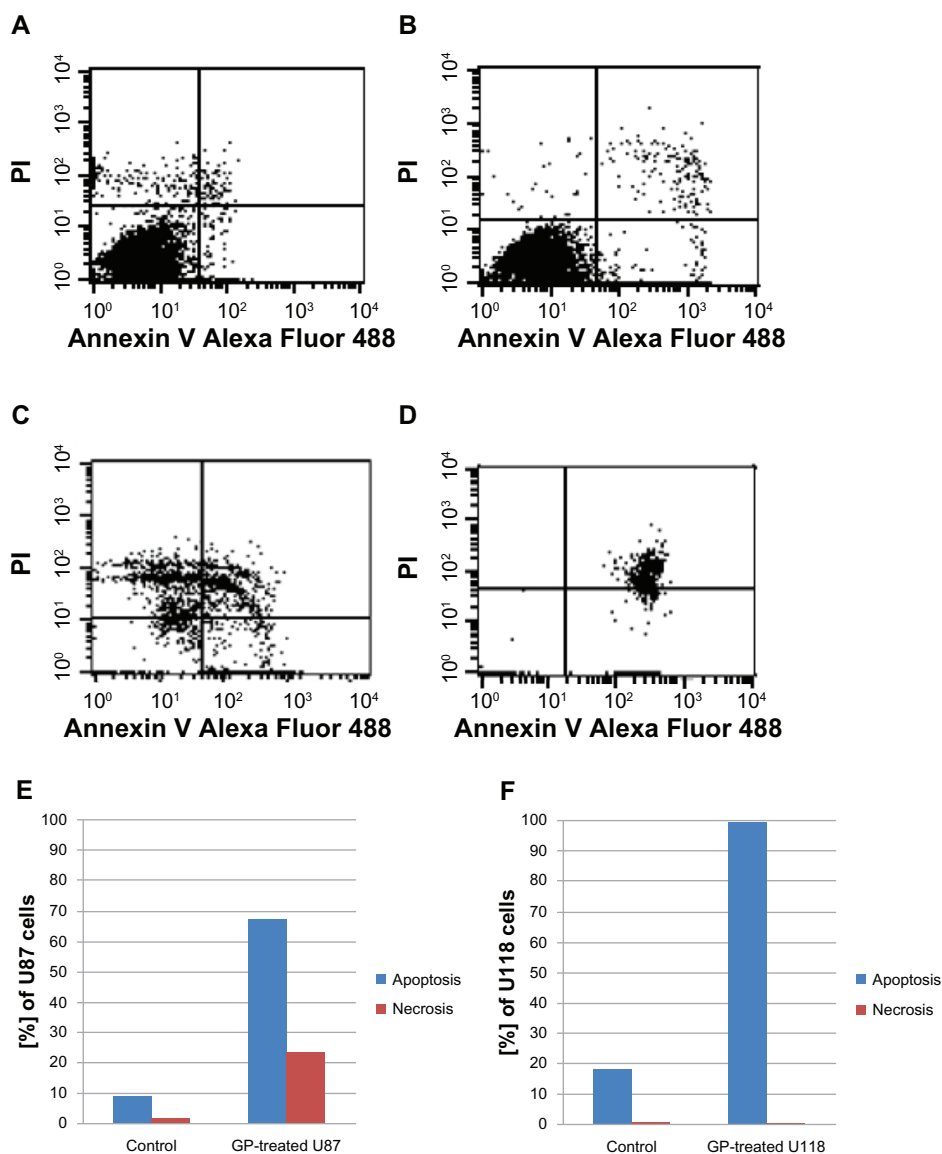 A
B
10⁴
10³
10²
10¹
10⁰
PI
10⁰ 10¹ 10² 10³ 10⁴
Annexin V Alexa Fluor 488
10⁴
10³
10²
10¹
10⁰
PI
10⁰ 10¹ 10² 10³ 10⁴
Annexin V Alexa Fluor 488
C
D
10⁴
10³
10²
10¹
10⁰
PI
10⁰ 10¹ 10² 10³ 10⁴
Annexin V Alexa Fluor 488
10⁴
10³
10²
10¹
10⁰
PI
10⁰ 10¹ 10² 10³ 10⁴
Annexin V Alexa Fluor 488
E
100
90
80
70
60
50
40
30
20
10
0
[%] of U87 cells
Control GP-treated U87
Apoptosis
Necrosis
F
100
90
80
70
60
50
40
30
20
10
0
[%] of U118 cells
Control GP-treated U118
Apoptosis
Necrosis